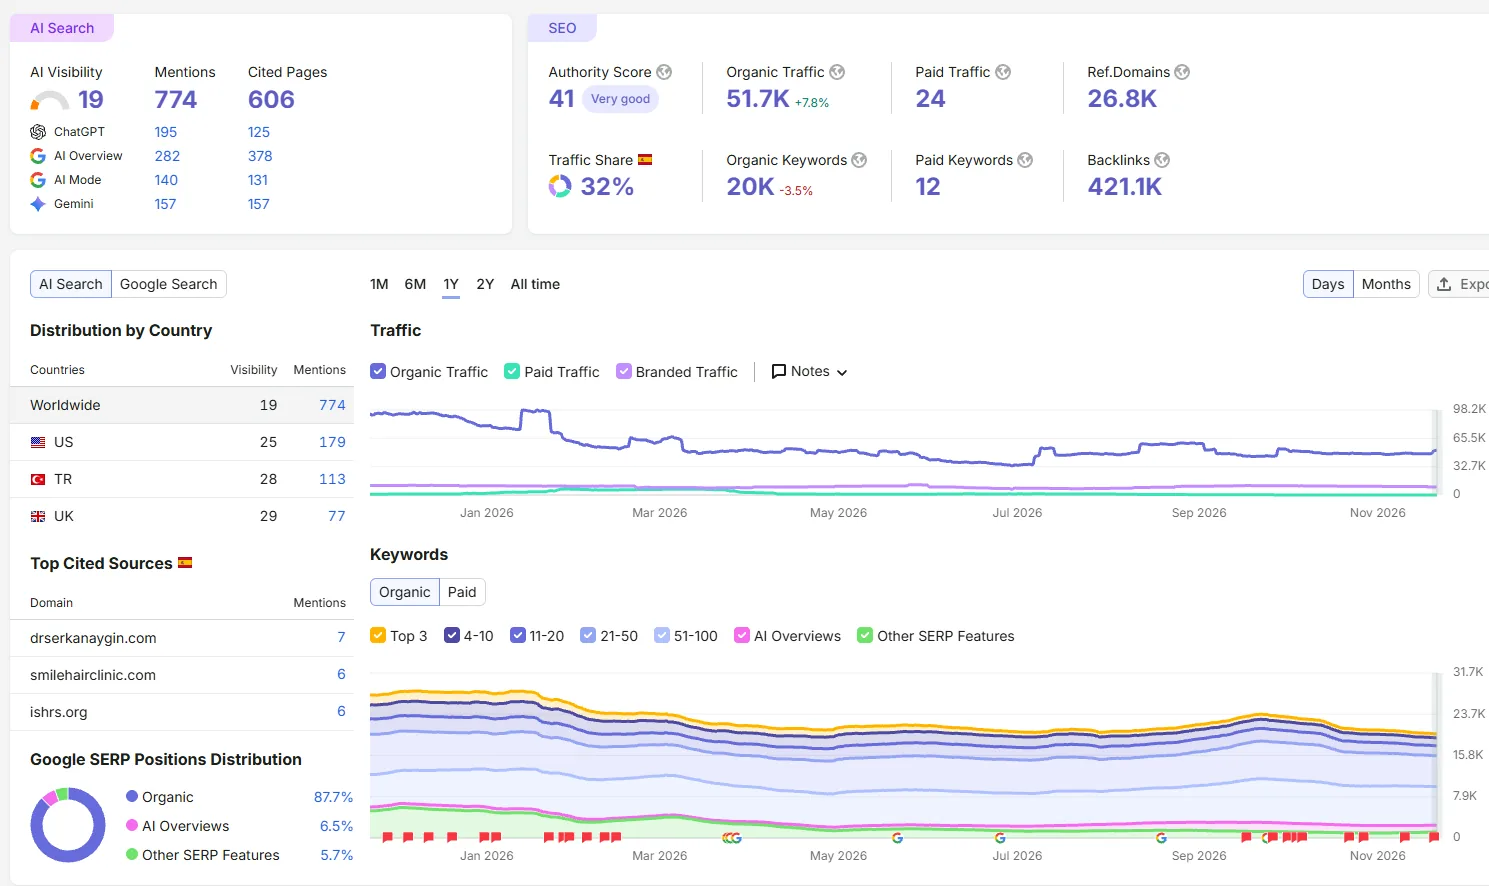 AI Search
AI Visibility Mentions Cited Pages
19 774 606
ChatGPT 195 125
AI Overview 282 378
AI Mode 140 131
Gemini 157 157
SEO
Authority Score Organic Traffic Paid Traffic Ref.Domains
41 Very good 51.7K +7.8% 24 26.8K
Traffic Share Organic Keywords Paid Keywords Backlinks
32% 20K -3.5% 12 421.1K
AI Search Google Search
Distribution by Country
Countries Visibility Mentions
Worldwide 19 774
US 25 179
TR 28 113
UK 29 77
Top Cited Sources
Domain Mentions
drserkanaygin.com 7
smilehairclinic.com 6
ishrs.org 6
Google SERP Positions Distribution
Organic 87.7%
AI Overviews 6.5%
Other SERP Features 5.7%
1M 6M 1Y 2Y All time
Days Months Expo
Traffic
Organic Traffic Paid Traffic Branded Traffic Notes
98.2K
65.5K
32.7K
0
Jan 2026 Mar 2026 May 2026 Jul 2026 Sep 2026 Nov 2026
Keywords
Organic Paid
Top 3 4-10 11-20 21-50 51-100 AI Overviews Other SERP Features
31.7K
23.7K
15.8K
7.9K
0
Jan 2026 Mar 2026 May 2026 Jul 2026 Sep 2026 Nov 2026